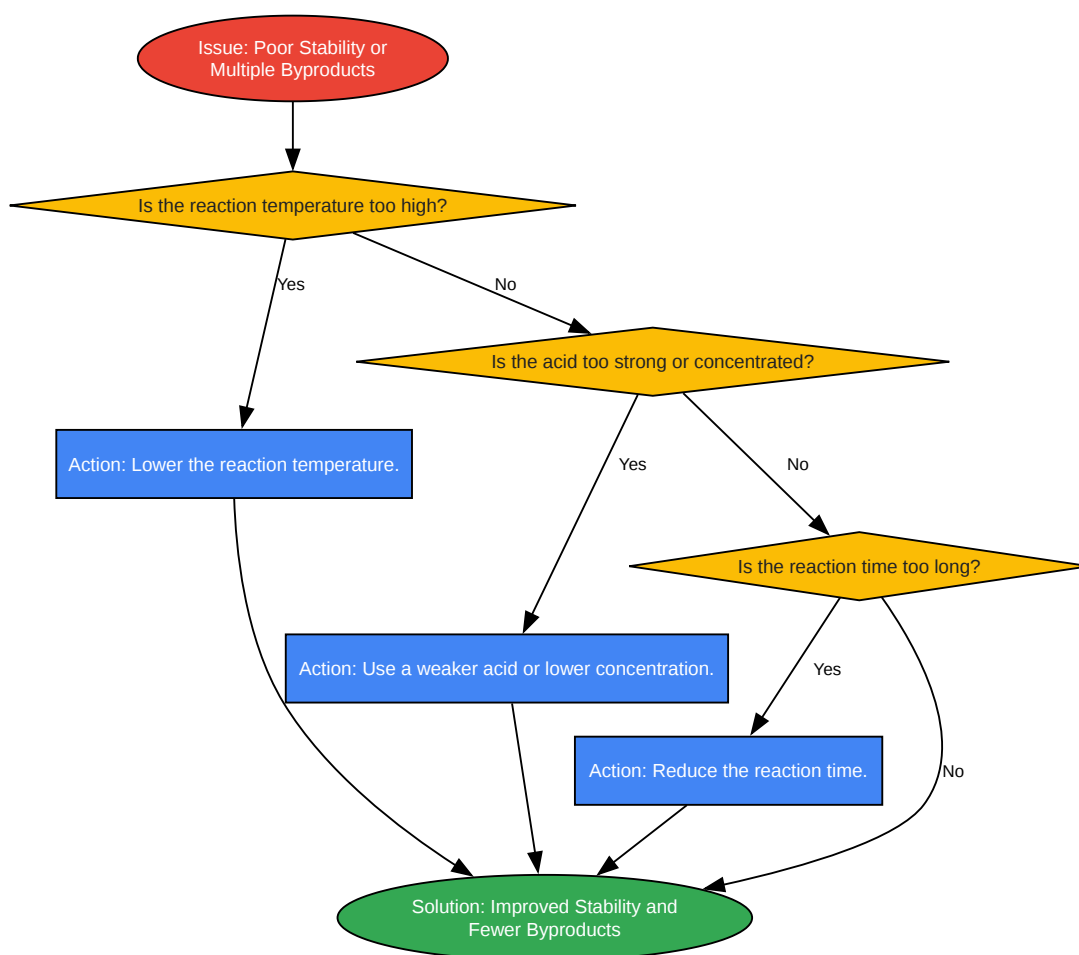 Issue: Poor Stability or
Multiple Byproducts
Is the reaction temperature too high?
Yes
No
Is the acid too strong or concentrated?
Action: Lower the reaction temperature.
Yes
No
Is the reaction time too long?
Action: Use a weaker acid or lower concentration.
Yes
Action: Reduce the reaction time.
No
Solution: Improved Stability and
Fewer Byproducts